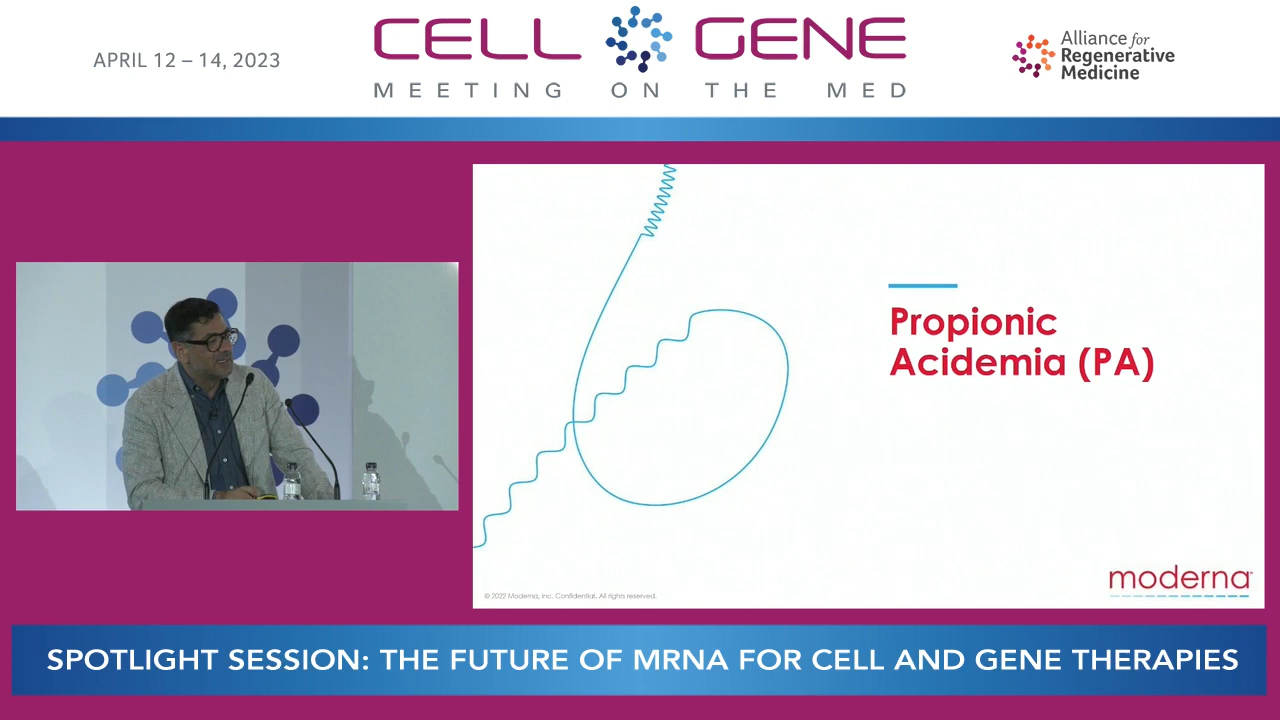 APRIL 12 – 14, 2023
CELL GENE
MEETING ON THE MED
Alliance for
Regenerative
Medicine
Propionic
Acidemia (PA)
© 2022 Moderna, Inc. Confidential. All rights reserved.
moderna
SPOTLIGHT SESSION: THE FUTURE OF MRNA FOR CELL AND GENE THERAPIES